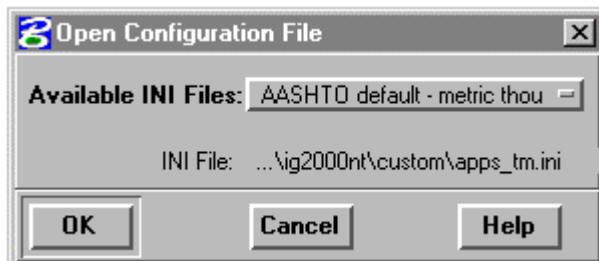 Open Configuration File
Available INI Files: AASHTO default - metric thou
INI File: ...\ig2000nt\custom\apps_tm.ini
OK Cancel Help